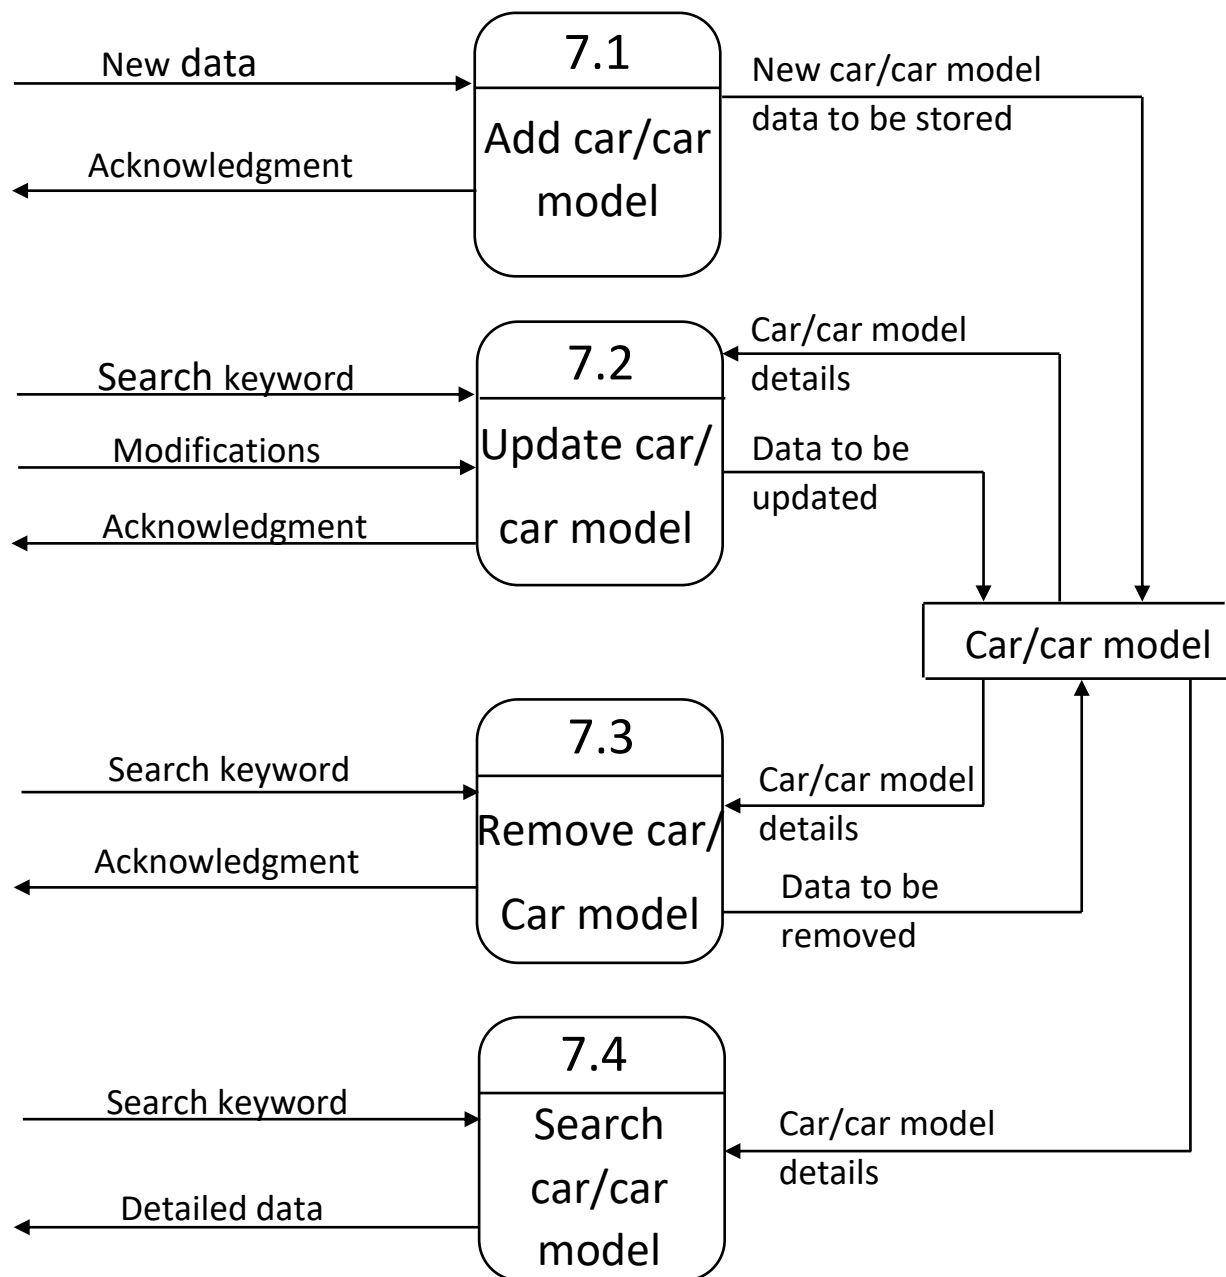 7.1
New data
New car/car model
data to be stored
Add car/car
model
Acknowledgment
7.2
Car/car model
details
Search keyword
Update car/
car model
Modifications
Data to be
updated
Acknowledgment
Car/car model
7.3
Search keyword
Car/car model
details
Remove car/
Car model
Acknowledgment
Data to be
removed
7.4
Search keyword
Search
car/car
model
Car/car model
details
Detailed data